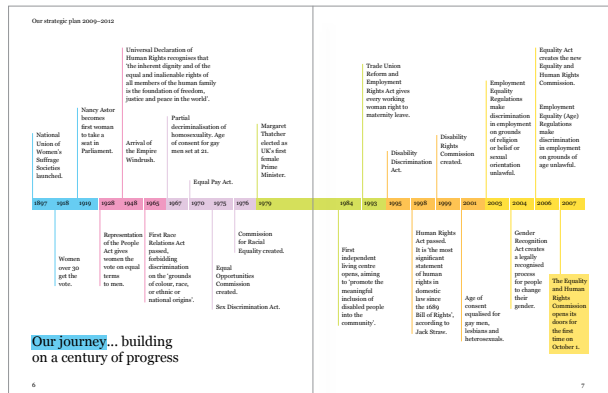 Our strategic plan 2009–2012
National
Union of
Women's
Suffrage
Societies
launched.
Nancy Astor
becomes
first woman
to take a
seat in
Parliament.
Universal Declaration of
Human Rights recognises that
'the inherent dignity and of the
equal and inalienable rights of
all members of the human family
is the foundation of freedom,
justice and peace in the world'.
Arrival of
the Empire
Windrush.
Partial
decriminalisation of
homosexuality. Age
of consent for gay
men set at 21.
Equal Pay Act.
Margaret
Thatcher
elected as
UK's first
female
Prime
Minister.
Trade Union
Reform and
Employment
Rights Act gives
every working
woman right to
maternity leave.
Disability
Discrimination
Act.
Disability
Rights
Commission
created.
Employment
Equality
Regulations
make
discrimination
in employment
on grounds
of religion
or belief or
sexual
orientation
unlawful.
Equality Act
creates the new
Equality and
Human Rights
Commission.
Employment
Equality (Age)
Regulations
make
discrimination
in employment
on grounds of
age unlawful.
1897 1918 1919 1928 1948 1965 1967 1970 1975 1976 1979 1984 1993 1995 1998 1999 2001 2003 2004 2006 2007
Women
over 30
get the
vote.
Representation
of the People
Act gives
women the
vote on equal
terms
to men.
First Race
Relations Act
passed,
forbidding
discrimination
on the 'grounds
of colour, race,
or ethnic or
national origins'.
Equal
Opportunities
Commission
created.
Sex Discrimination Act.
Commission
for Racial
Equality created.
First
independent
living centre
opens, aiming
to 'promote the
meaningful
inclusion of
disabled people
into the
community'.
Human Rights
Act passed.
It is 'the most
significant
statement
of human
rights in
domestic
law since
the 1689
Bill of Rights',
according to
Jack Straw.
Age of
consent
equalised for
gay men,
lesbians and
heterosexuals.
Gender
Recognition
Act creates
a legally
recognised
process
for people
to change
their
gender.
The Equality
and Human
Rights
Commission
opens its
doors for
the first
time on
October 1.
Our journey... building
on a century of progress
6
7